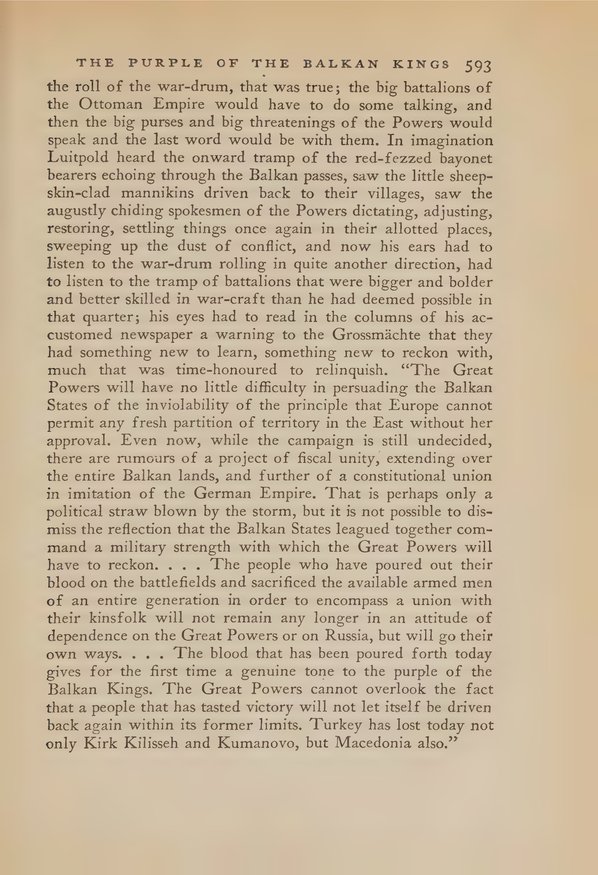 THE PURPLE OF THE BALKAN KINGS 593
the roll of the war-drum, that was true; the big battalions of
the Ottoman Empire would have to do some talking, and
then the big purses and big threatenings of the Powers would
speak and the last word would be with them. In imagination
Luitpold heard the onward tramp of the red-fezzed bayonet
bearers echoing through the Balkan passes, saw the little sheep-
skin-clad mannikins driven back to their villages, saw the
augustly chiding spokesmen of the Powers dictating, adjusting,
restoring, settling things once again in their allotted places,
sweeping up the dust of conflict, and now his ears had to
listen to the war-drum rolling in quite another direction, had
to listen to the tramp of battalions that were bigger and bolder
and better skilled in war-craft than he had deemed possible in
that quarter; his eyes had to read in the columns of his ac-
customed newspaper a warning to the Grossmächte that they
had something new to learn, something new to reckon with,
much that was time-honoured to relinquish. “The Great
Powers will have no little difficulty in persuading the Balkan
States of the inviolability of the principle that Europe cannot
permit any fresh partition of territory in the East without her
approval. Even now, while the campaign is still undecided,
there are rumours of a project of fiscal unity, extending over
the entire Balkan lands, and further of a constitutional union
in imitation of the German Empire. That is perhaps only a
political straw blown by the storm, but it is not possible to dis-
miss the reflection that the Balkan States leagued together com-
mand a military strength with which the Great Powers will
have to reckon. . . . The people who have poured out their
blood on the battlefields and sacrificed the available armed men
of an entire generation in order to encompass a union with
their kinsfolk will not remain any longer in an attitude of
dependence on the Great Powers or on Russia, but will go their
own ways. . . . The blood that has been poured forth today
gives for the first time a genuine tone to the purple of the
Balkan Kings. The Great Powers cannot overlook the fact
that a people that has tasted victory will not let itself be driven
back again within its former limits. Turkey has lost today not
only Kirk Kilisseh and Kumanovo, but Macedonia also.”